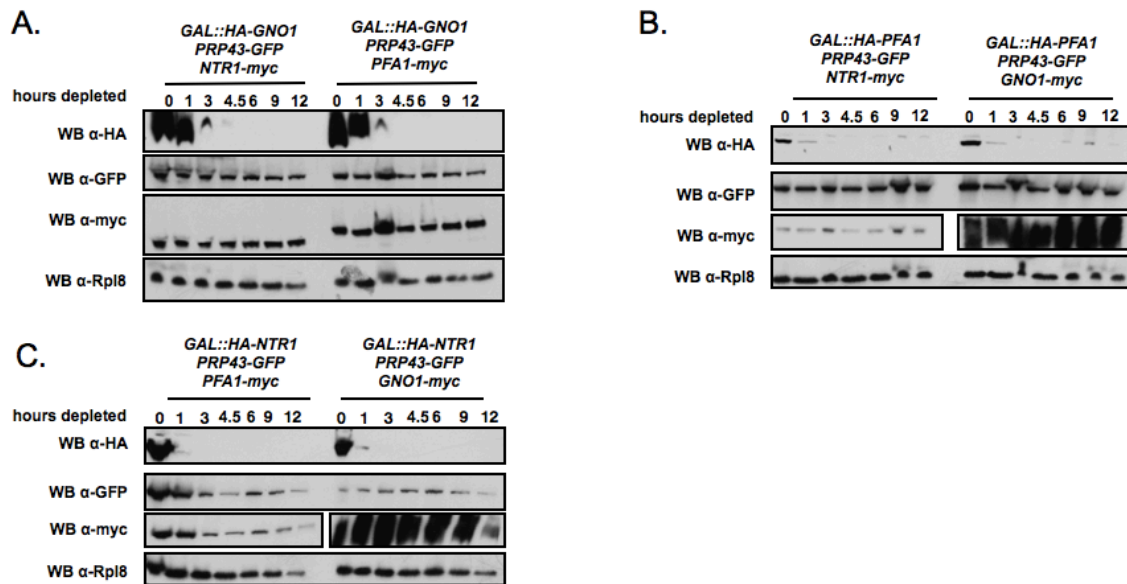 A.
GAL::HA-GNO1
PRP43-GFP
NTR1-myc
GAL::HA-GNO1
PRP43-GFP
PFA1-myc
hours depleted
0 1 3 4.5 6 9 12
0 1 3 4.5 6 9 12
WB α-HA
WB α-GFP
WB α-myc
WB α-Rpl8
B.
GAL::HA-PFA1
PRP43-GFP
NTR1-myc
GAL::HA-PFA1
PRP43-GFP
GNO1-myc
hours depleted
0 1 3 4.5 6 9 12
0 1 3 4.5 6 9 12
WB α-HA
WB α-GFP
WB α-myc
WB α-Rpl8
C.
GAL::HA-NTR1
PRP43-GFP
PFA1-myc
GAL::HA-NTR1
PRP43-GFP
GNO1-myc
hours depleted
0 1 3 4.5 6 9 12
0 1 3 4.5 6 9 12
WB α-HA
WB α-GFP
WB α-myc
WB α-Rpl8